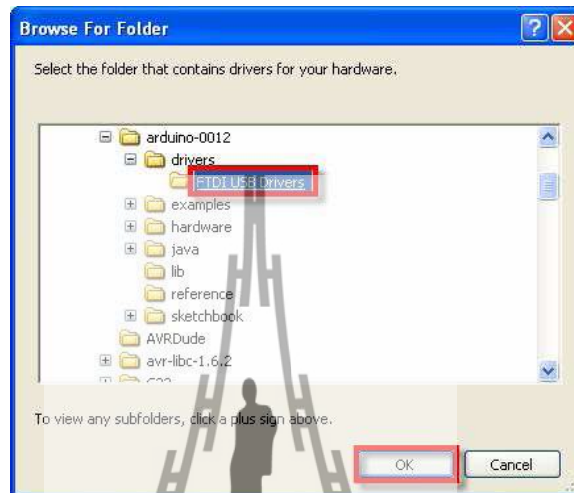 Browse For Folder
Select the folder that contains drivers for your hardware.
arduino-0012
drivers
FTDI USB Drivers
examples
hardware
java
lib
reference
sketchbook
AVRDude
avr-libc-1.6.2
To view any subfolders, click a plus sign above.
OK
Cancel